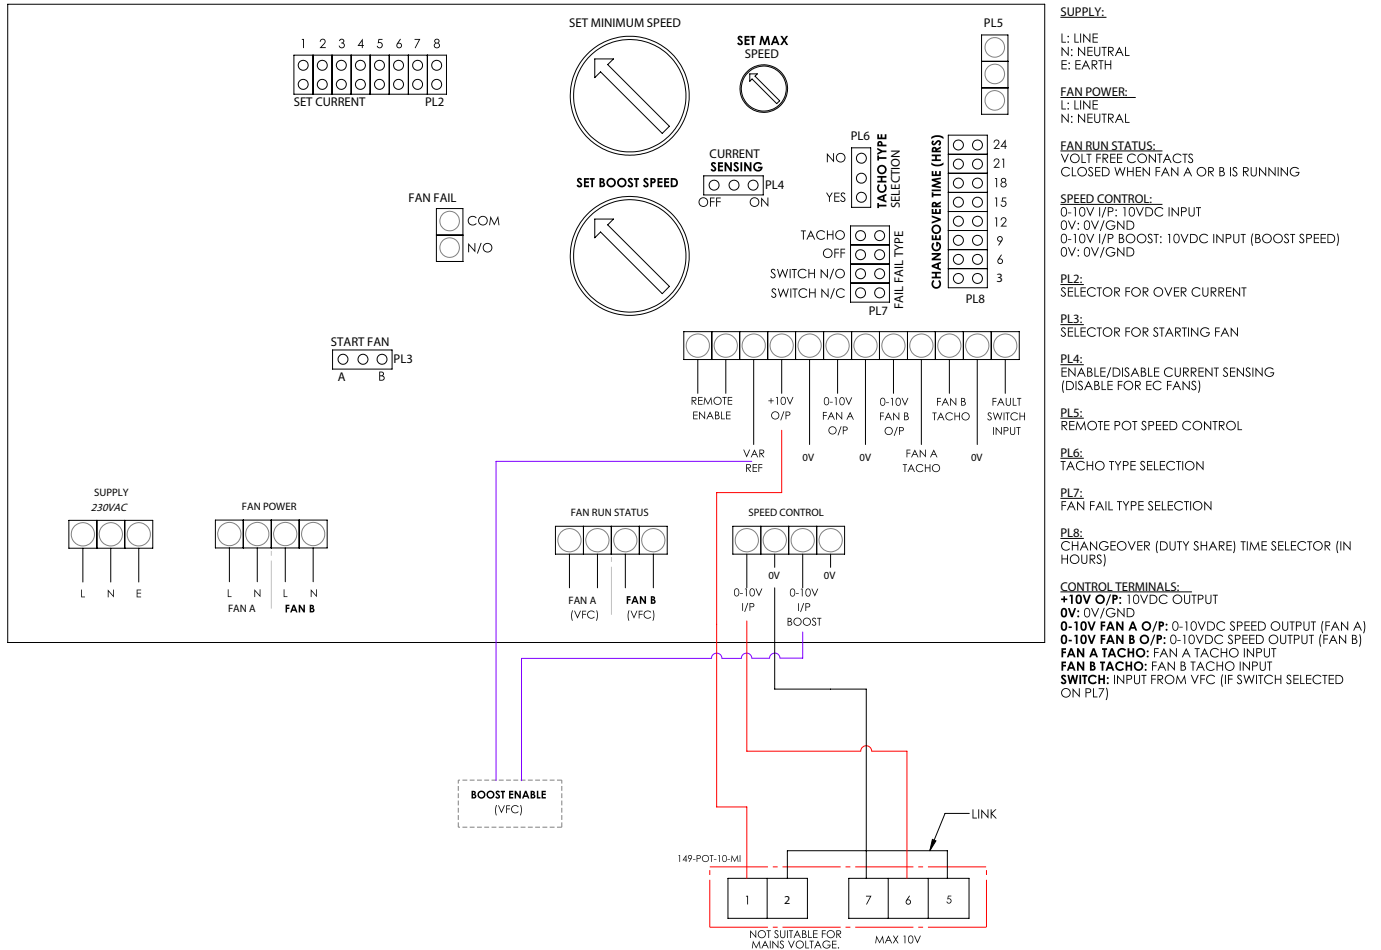 SET MINIMUM SPEED
SET MAX
SPEED
PL5
1 2 3 4 5 6 7 8
SET CURRENT PL2
CURRENT
SENSING
PL4
OFF ON
PL6
NO
YES
TACHO TYPE
SELECTION
CHANGEOVER TIME (HRS)
24
21
18
15
12
9
6
3
PL8
SET BOOST SPEED
FAN FAIL
COM
N/O
TACHO
OFF
SWITCH N/O
SWITCH N/C
FAIL FAIL TYPE
PL7
START FAN
PL3
A B
REMOTE
ENABLE
VAR
REF
+10V
O/P
0V
0-10V
FAN A
O/P
0V
0-10V
FAN B
O/P
FAN A
TACHO
FAN B
TACHO
0V
FAULT
SWITCH
INPUT
SUPPLY
230VAC
L N E
FAN POWER
L N L N
FAN A FAN B
FAN RUN STATUS
FAN A
(VFC)
FAN B
(VFC)
SPEED CONTROL
0-10V
I/P
0V
0-10V
I/P
BOOST
0V
BOOST ENABLE
(VFC)
LINK
149-POT-10-MI
1 2 7 6 5
NOT SUITABLE FOR
MAINS VOLTAGE.
MAX 10V
SUPPLY:
L: LINE
N: NEUTRAL
E: EARTH
FAN POWER:
L: LINE
N: NEUTRAL
FAN RUN STATUS:
VOLT FREE CONTACTS
CLOSED WHEN FAN A OR B IS RUNNING
SPEED CONTROL:
0-10V I/P: 10VDC INPUT
0V: 0V/GND
0-10V I/P BOOST: 10VDC INPUT (BOOST SPEED)
0V: 0V/GND
PL2:
SELECTOR FOR OVER CURRENT
PL3:
SELECTOR FOR STARTING FAN
PL4:
ENABLE/DISABLE CURRENT SENSING
(DISABLE FOR EC FANS)
PL5:
REMOTE POT SPEED CONTROL
PL6:
TACHO TYPE SELECTION
PL7:
FAN FAIL TYPE SELECTION
PL8:
CHANGEOVER (DUTY SHARE) TIME SELECTOR (IN
HOURS)
CONTROL TERMINALS:
+10V O/P: 10VDC OUTPUT
0V: 0V/GND
0-10V FAN A O/P: 0-10VDC SPEED OUTPUT (FAN A)
0-10V FAN B O/P: 0-10VDC SPEED OUTPUT (FAN B)
FAN A TACHO: FAN A TACHO INPUT
FAN B TACHO: FAN B TACHO INPUT
SWITCH: INPUT FROM VFC (IF SWITCH SELECTED
ON PL7)